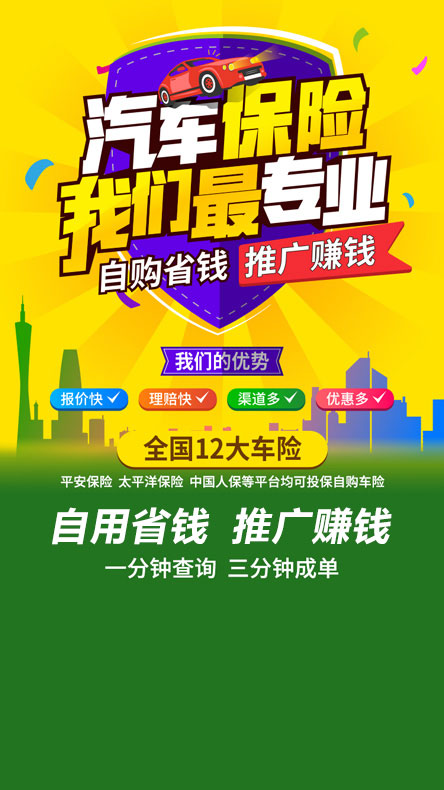 汽车保险
我们最专业
自购省钱 推广赚钱
我们的优势
报价快 理赔快 渠道多 优惠多
全国12大车险
平安保险 太平洋保险 中国人保等平台均可投保自购车险
自用省钱 推广赚钱
一分钟查询 三分钟成单